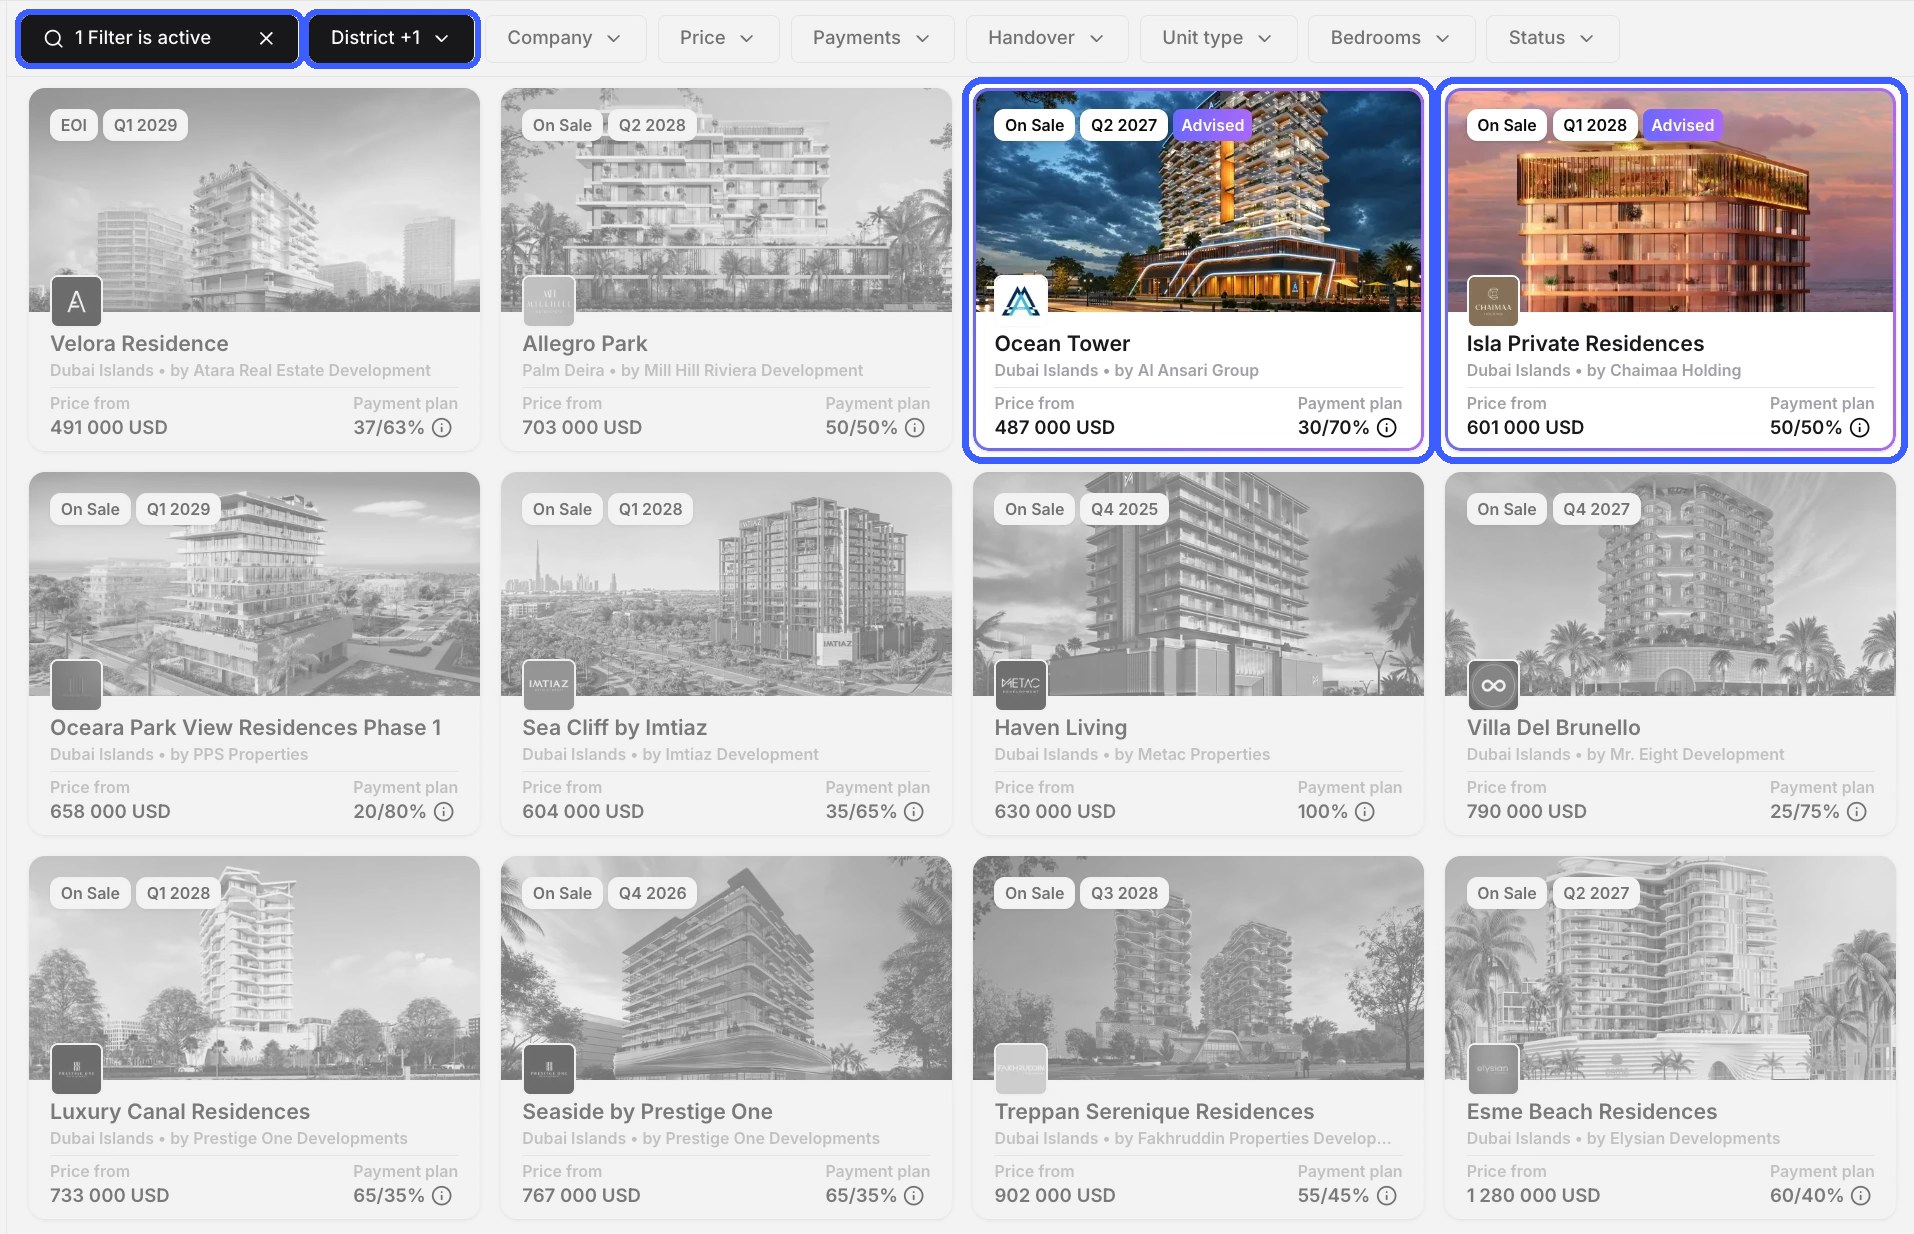 1 Filter is active
District +1
Company
Price
Payments
Handover
Unit type
Bedrooms
Status
EOI
Q1 2029
Velora Residence
Dubai Islands • by Atara Real Estate Development
Price from
Payment plan
491 000 USD
37/63%
On Sale
Q2 2028
Allegro Park
Palm Deira • by Mill Hill Riviera Development
Price from
Payment plan
703 000 USD
50/50%
On Sale
Q2 2027
Advised
Ocean Tower
Dubai Islands • by Al Ansari Group
Price from
Payment plan
487 000 USD
30/70%
On Sale
Q1 2028
Advised
CHAIMAA
Isla Private Residences
Dubai Islands • by Chaimaa Holding
Price from
Payment plan
601 000 USD
50/50%
On Sale
Q1 2029
Oceara Park View Residences Phase 1
Dubai Islands • by PPS Properties
Price from
Payment plan
658 000 USD
20/80%
On Sale
Q1 2028
IMTIAZ
IMTIAZ
Sea Cliff by Imtiaz
Dubai Islands • by Imtiaz Development
Price from
Payment plan
604 000 USD
35/65%
On Sale
Q4 2025
METAC
DEVELOPMENT
Haven Living
Dubai Islands • by Metac Properties
Price from
Payment plan
630 000 USD
100%
On Sale
Q4 2027
Villa Del Brunello
Dubai Islands • by Mr. Eight Development
Price from
Payment plan
790 000 USD
25/75%
On Sale
Q1 2028
PRESTIGE ONE
Luxury Canal Residences
Dubai Islands • by Prestige One Developments
Price from
Payment plan
733 000 USD
65/35%
On Sale
Q4 2026
PRESTIGE ONE
Seaside by Prestige One
Dubai Islands • by Prestige One Developments
Price from
Payment plan
767 000 USD
65/35%
On Sale
Q3 2028
FAKHRUDDIN
Treppan Serenique Residences
Dubai Islands • by Fakhruddin Properties Develop...
Price from
Payment plan
902 000 USD
55/45%
On Sale
Q2 2027
elysian
Esme Beach Residences
Dubai Islands • by Elysian Developments
Price from
Payment plan
1 280 000 USD
60/40%